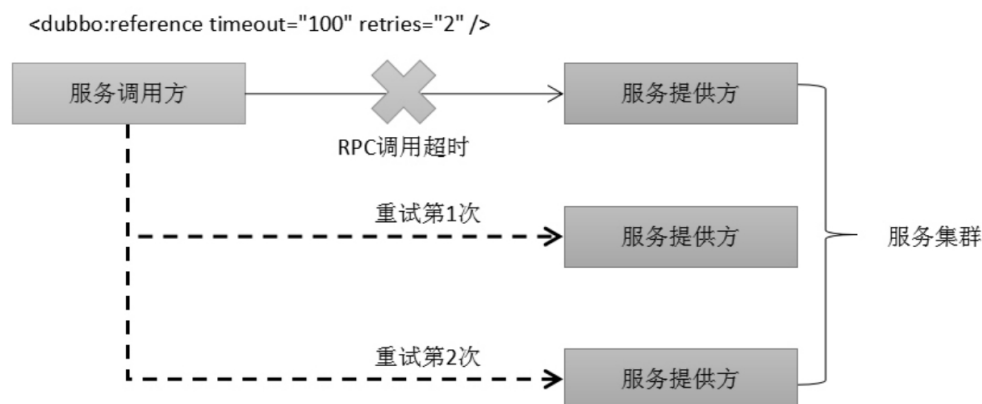 <dubbo:reference timeout="100" retries="2" />
服务调用方
服务提供方
RPC调用超时
重试第1次
服务提供方
服务集群
重试第2次
服务提供方